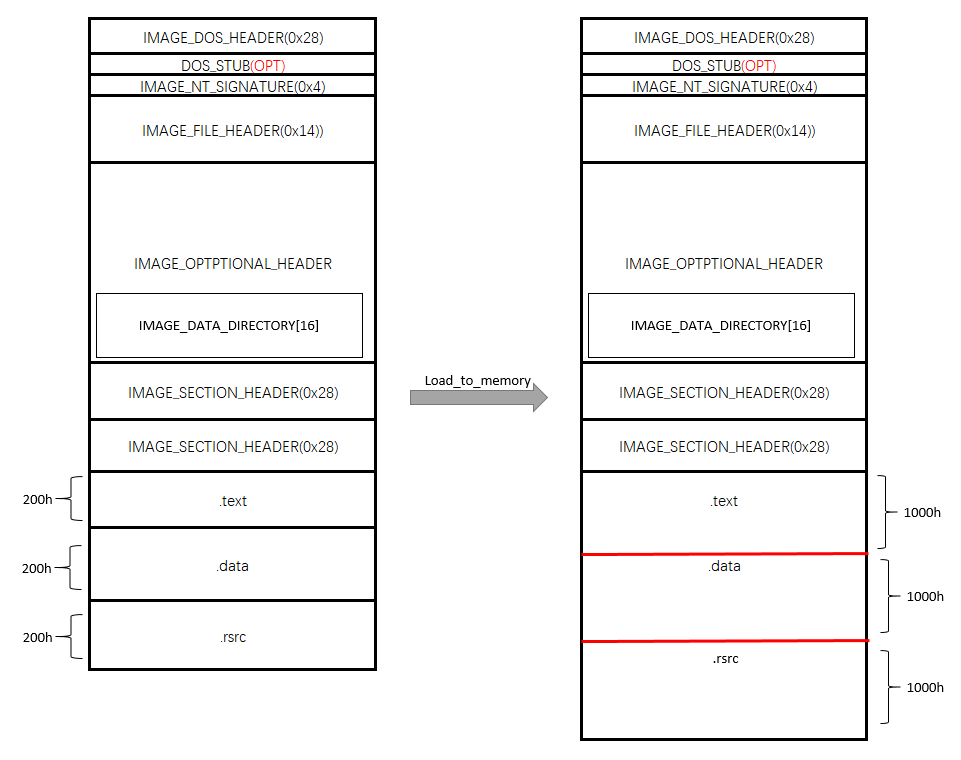 IMAGE_DOS_HEADER(0x28)
DOS_STUB(OPT)
IMAGE_NT_SIGNATURE(0x4)
IMAGE_FILE_HEADER(0x14))
IMAGE_OPTPTIONAL_HEADER
IMAGE_DATA_DIRECTORY[16]
IMAGE_SECTION_HEADER(0x28)
IMAGE_SECTION_HEADER(0x28)
200h
.text
200h
.data
200h
.rsrc
Load_to_memory
IMAGE_DOS_HEADER(0x28)
DOS_STUB(OPT)
IMAGE_NT_SIGNATURE(0x4)
IMAGE_FILE_HEADER(0x14))
IMAGE_OPTPTIONAL_HEADER
IMAGE_DATA_DIRECTORY[16]
IMAGE_SECTION_HEADER(0x28)
IMAGE_SECTION_HEADER(0x28)
.text
1000h
.data
1000h
.rsrc
1000h